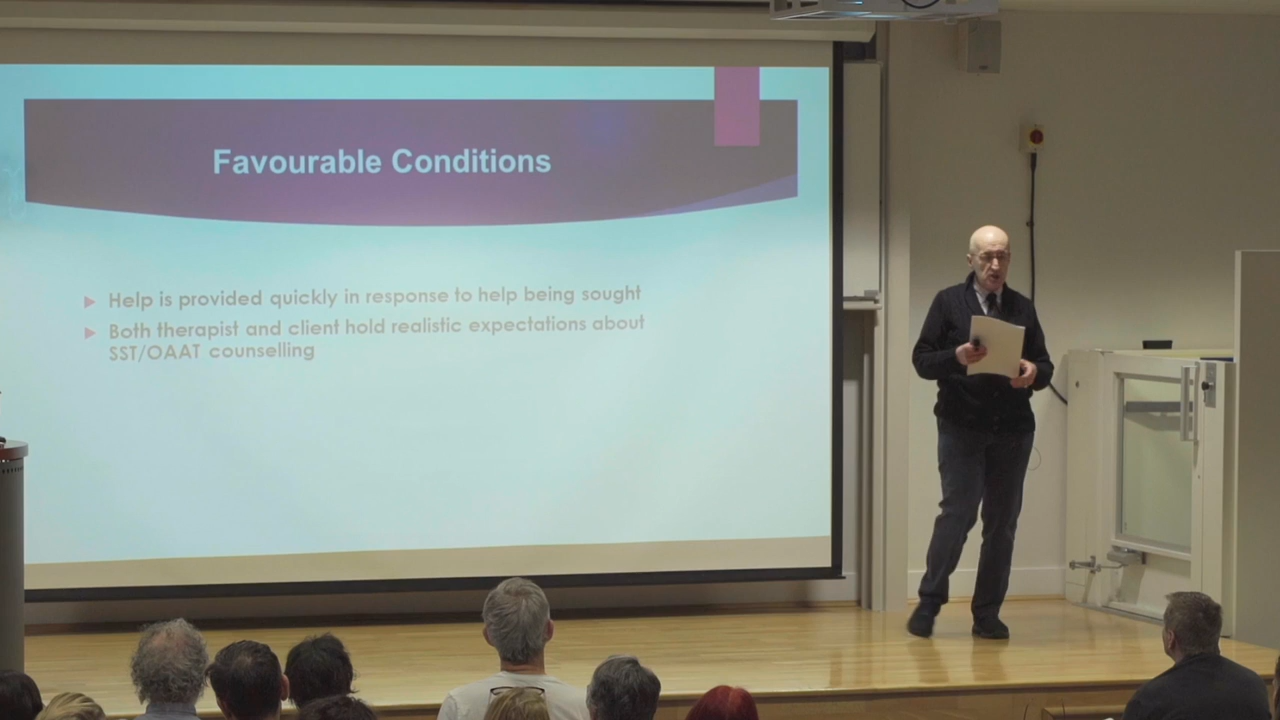 Favourable Conditions
Help is provided quickly in response to help being sought
Both therapist and client hold realistic expectations about
SST/OAAT counselling